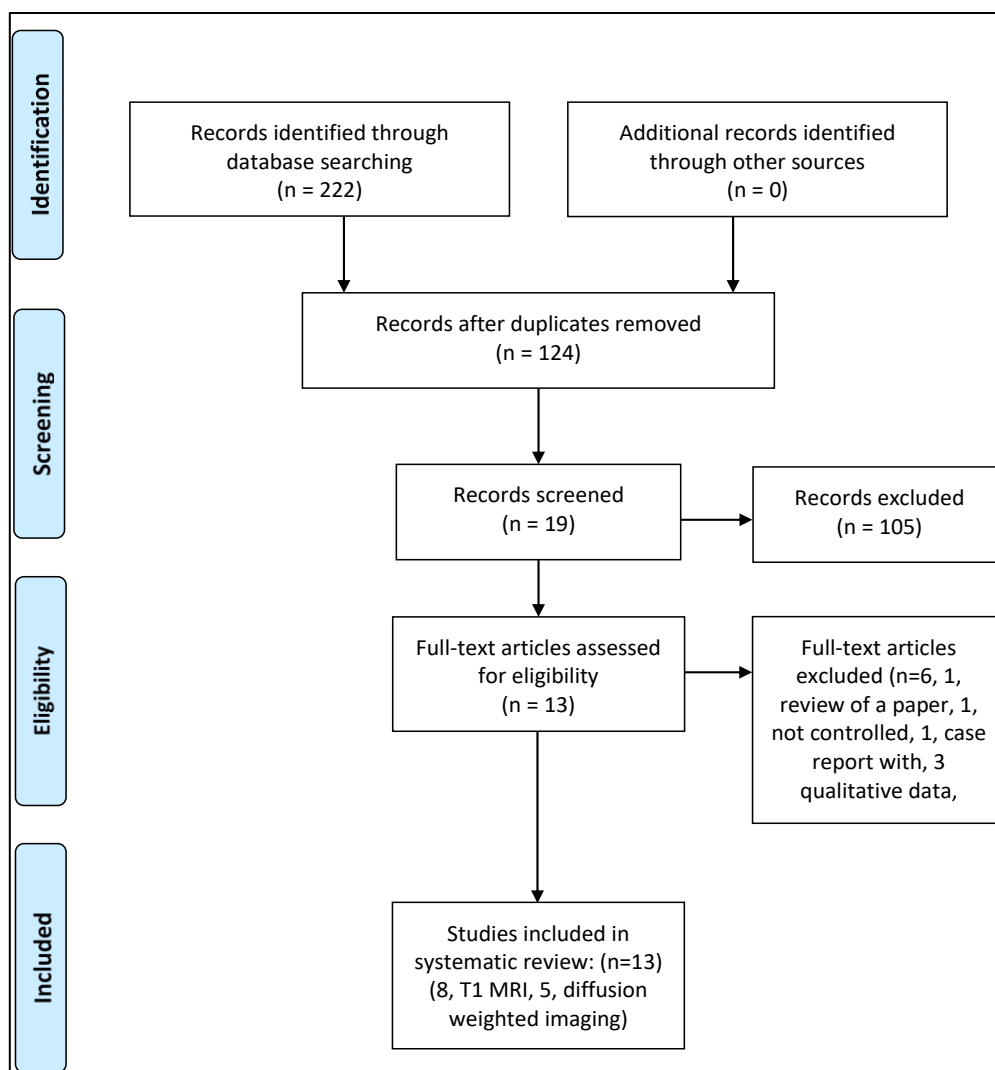 Identification
Records identified through
database searching
(n = 222)
Additional records identified
through other sources
(n = 0)
Records after duplicates removed
(n = 124)
Screening
Records screened
(n = 19)
Records excluded
(n = 105)
Eligibility
Full-text articles assessed
for eligibility
(n = 13)
Full-text articles
excluded (n=6, 1,
review of a paper, 1,
not controlled, 1, case
report with, 3
qualitative data,
Included
Studies included in
systematic review: (n=13)
(8, T1 MRI, 5, diffusion
weighted imaging)